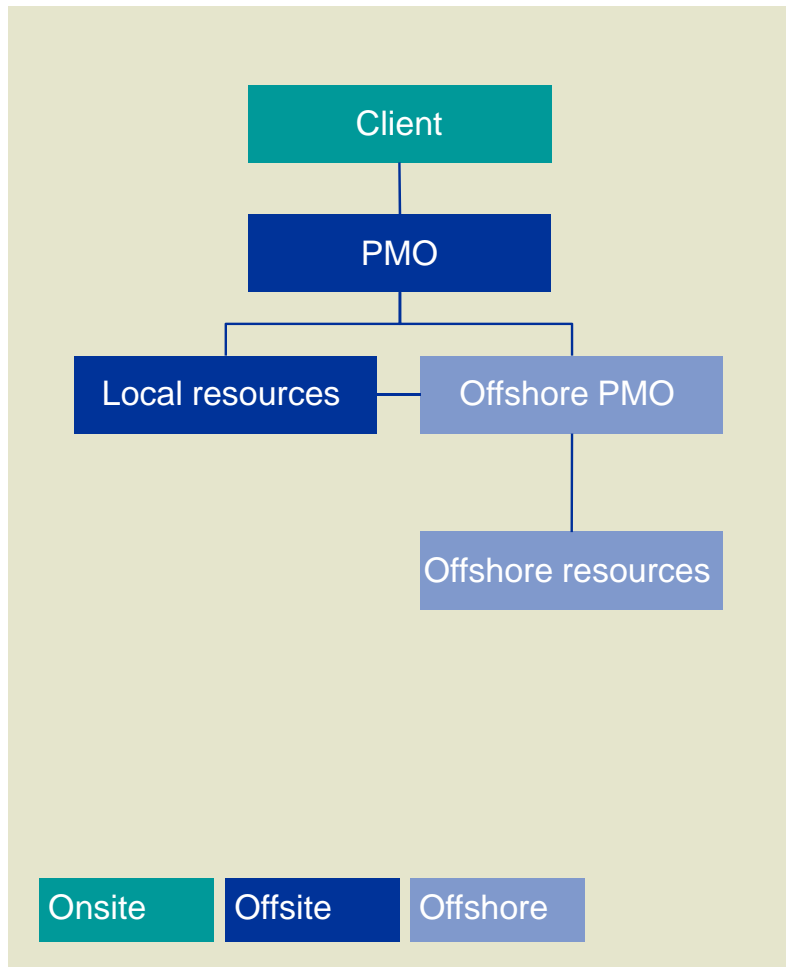 Client
PMO
Local resources
Offshore PMO
Offshore resources
Onsite
Offsite
Offshore